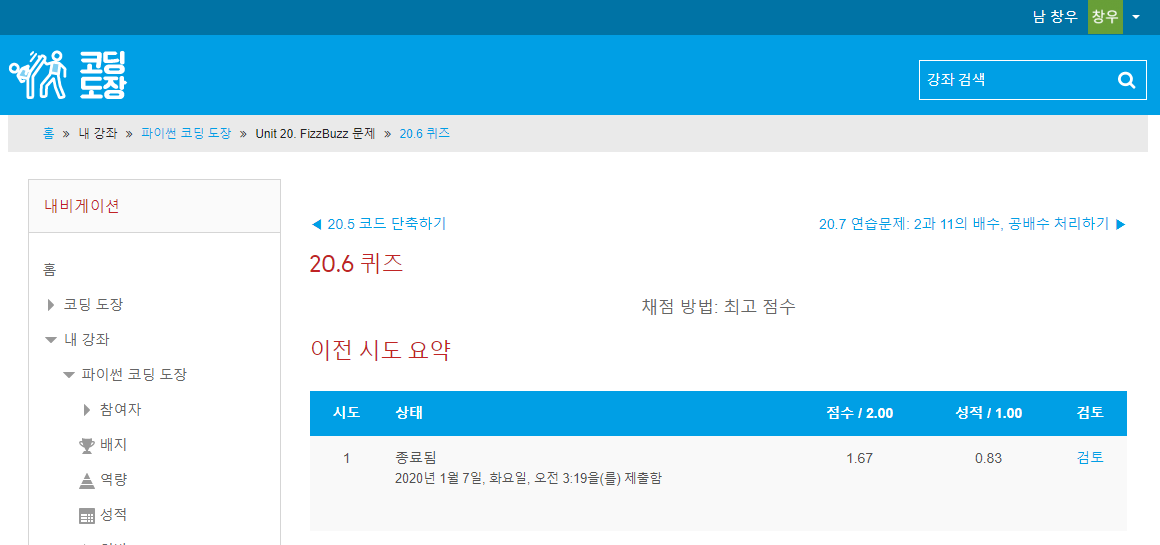 남 창우 창우
코딩
도장
강좌 검색
홈 » 내 강좌 » 파이썬 코딩 도장 » Unit 20. FizzBuzz 문제 » 20.6 퀴즈
내비게이션
홈
코딩 도장
내 강좌
파이썬 코딩 도장
참여자
배지
역량
성적
◀ 20.5 코드 단축하기
20.7 연습문제: 2과 11의 배수, 공배수 처리하기 ▶
20.6 퀴즈
채점 방법: 최고 점수
이전 시도 요약
시도 상태 점수 / 2.00 성적 / 1.00 검토
1 종료됨 1.67 0.83 검토
2020년 1월 7일, 화요일, 오전 3:19을(를) 제출함